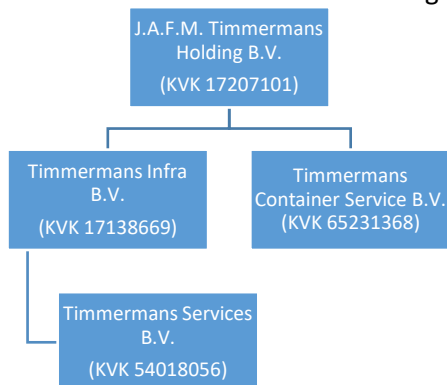 J.A.F.M. Timmermans
Holding B.V.
(KVK 17207101)
Timmermans Infra
B.V.
(KVK 17138669)
Timmermans
Container Service B.V.
(KVK 65231368)
Timmermans Services
B.V.
(KVK 54018056)